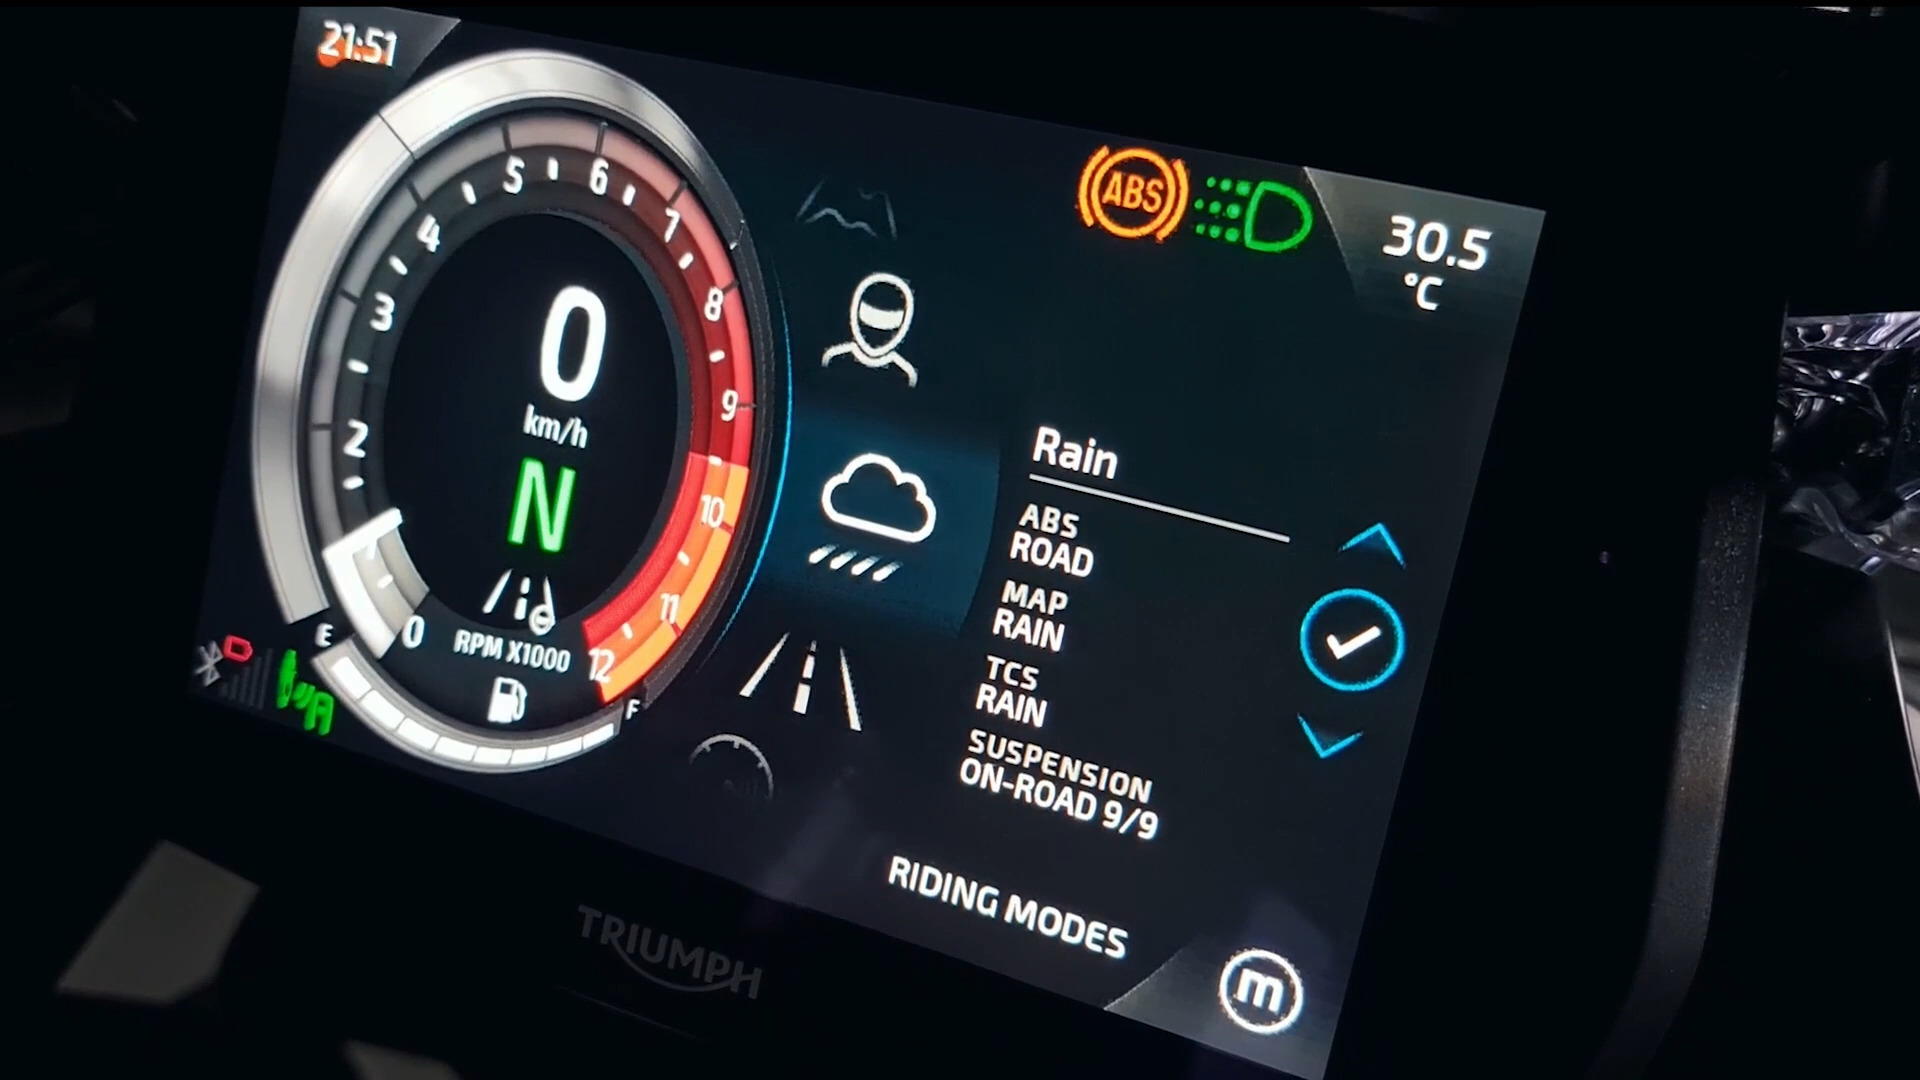 21:51
ABS
30.5
°C
5
6
4
7
3
8
0
km/h
9
2
N
10
1
11
0
RPM X1000
12
E
F
Rain
ABS
ROAD
MAP
RAIN
TCS
RAIN
SUSPENSION
ON-ROAD 9/9
RIDING MODES
m
TRIUMPH